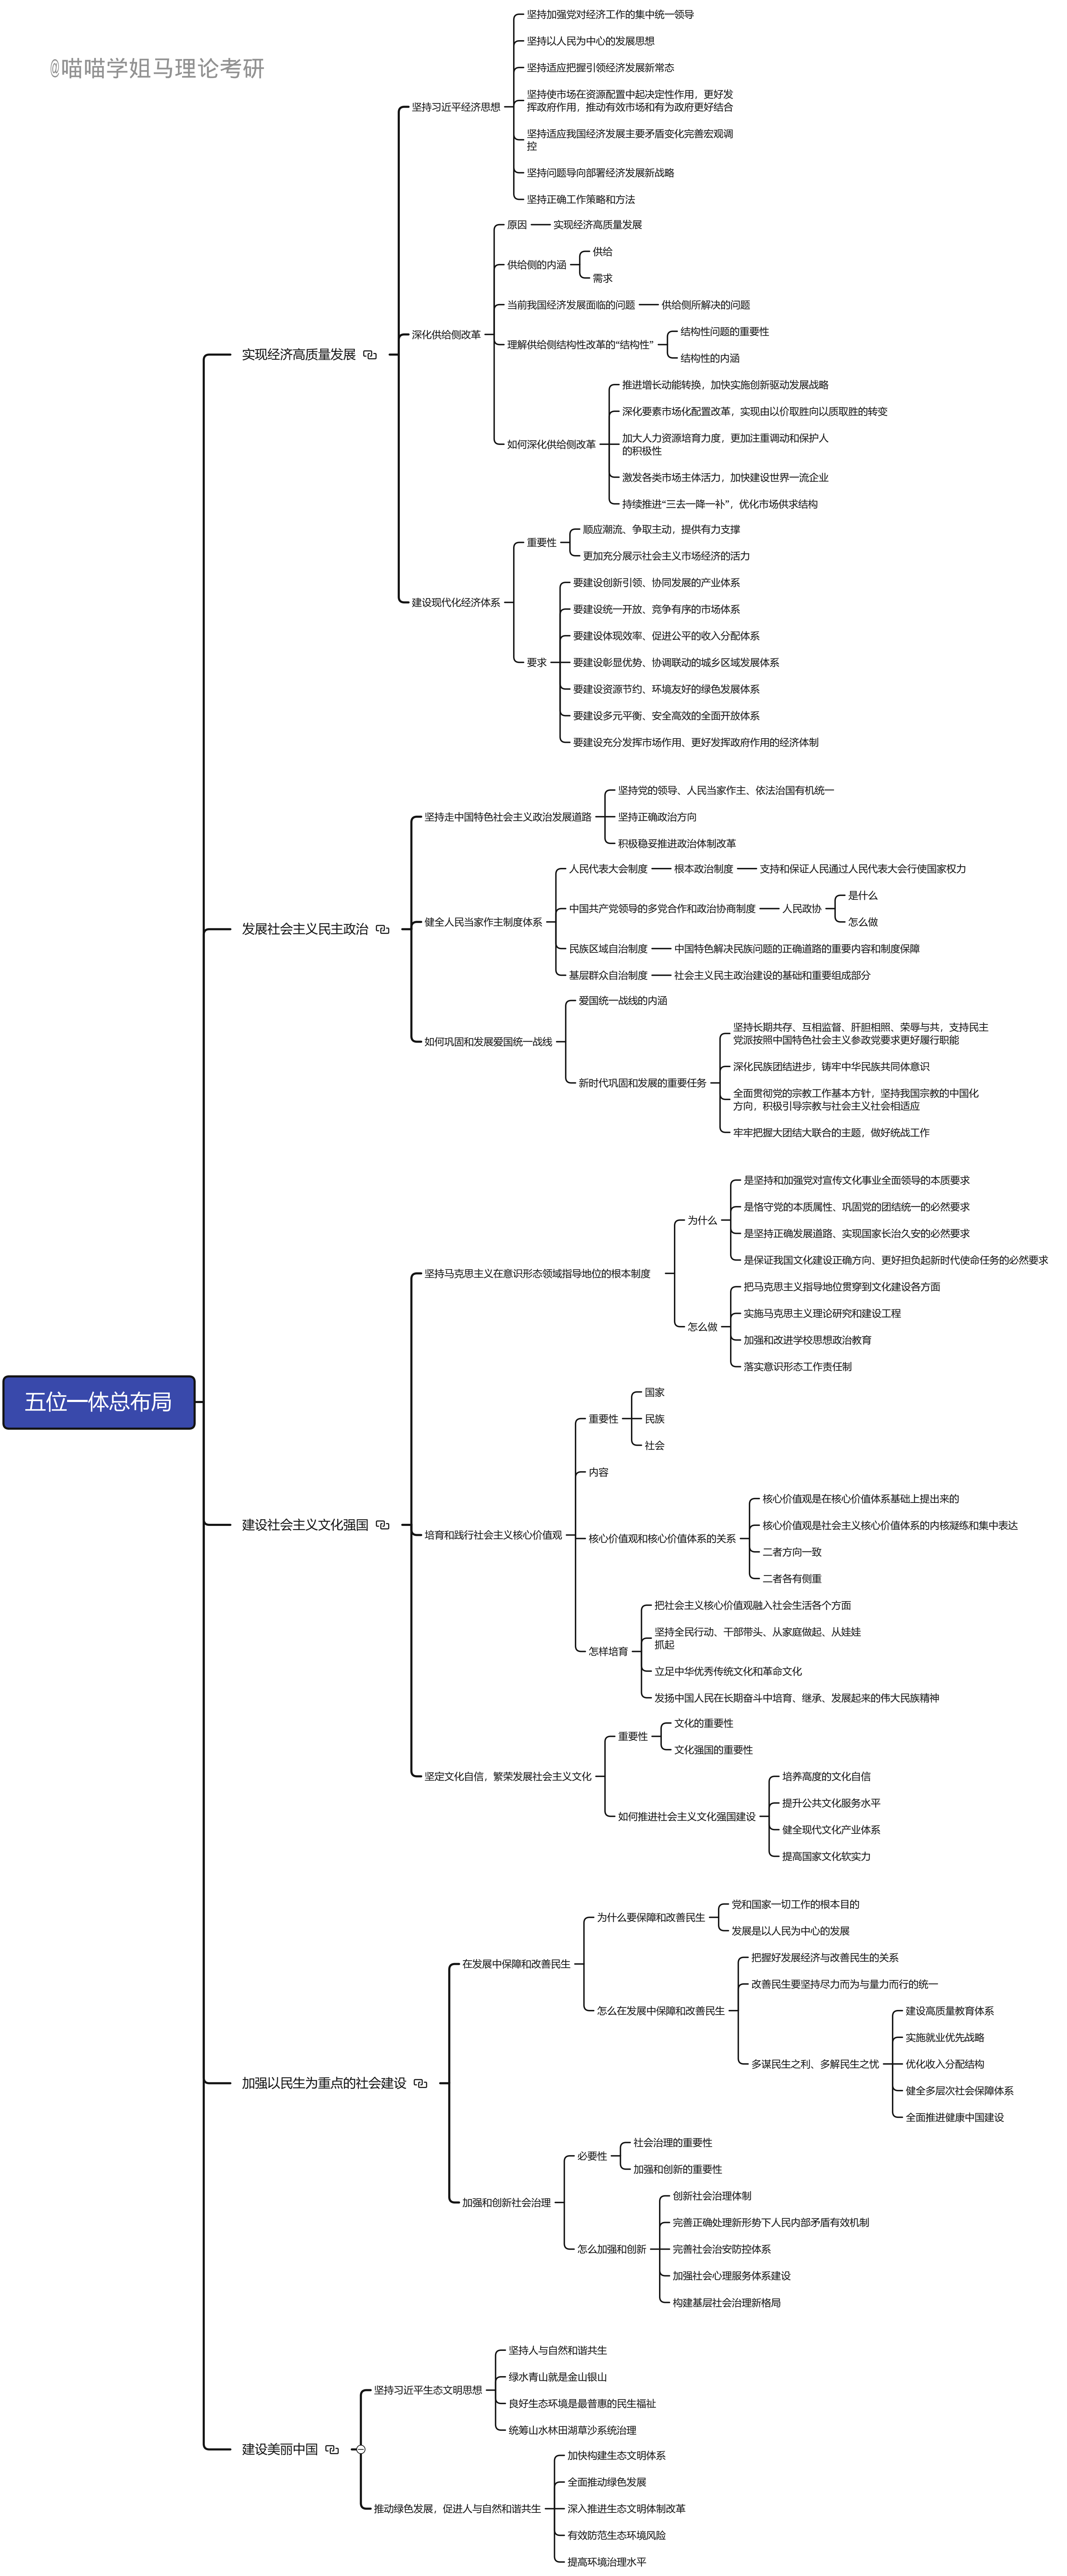 @喵喵学姐马理论考研
五位一体总布局
实现经济高质量发展
坚持习近平经济思想
坚持加强党对经济工作的集中统一领导
坚持以人民为中心的发展思想
坚持适应把握引领经济发展新常态
坚持使市场在资源配置中起决定性作用，更好发
挥政府作用，推动有效市场和有为政府更好结合
坚持适应我国经济发展主要矛盾变化完善宏观调
控
坚持问题导向部署经济发展新战略
坚持正确工作策略和方法
深化供给侧改革
原因
实现经济高质量发展
供给侧的内涵
供给
需求
当前我国经济发展面临的问题
供给侧所解决的问题
理解供给侧结构性改革的“结构性”
结构性问题的重要性
结构性的内涵
如何深化供给侧改革
推进增长动能转换，加快实施创新驱动发展战略
深化要素市场化配置改革，实现由以价取胜向以质取胜的转变
加大人力资源培育力度，更加注重调动和保护人
的积极性
激发各类市场主体活力，加快建设世界一流企业
持续推进“三去一降一补”，优化市场供求结构
建设现代化经济体系
重要性
顺应潮流、争取主动，提供有力支撑
更加充分展示社会主义市场经济的活力
要求
要建设创新引领、协同发展的产业体系
要建设统一开放、竞争有序的市场体系
要建设体现效率、促进公平的收入分配体系
要建设彰显优势、协调联动的城乡区域发展体系
要建设资源节约、环境友好的绿色发展体系
要建设多元平衡、安全高效的全面开放体系
要建设充分发挥市场作用、更好发挥政府作用的经济体制
发展社会主义民主政治
坚持走中国特色社会主义政治发展道路
坚持党的领导、人民当家作主、依法治国有机统一
坚持正确政治方向
积极稳妥推进政治体制改革
健全人民当家作主制度体系
人民代表大会制度
根本政治制度
支持和保证人民通过人民代表大会行使国家权力
中国共产党领导的多党合作和政治协商制度
人民政协
是什么
怎么做
民族区域自治制度
中国特色解决民族问题的正确道路的重要内容和制度保障
基层群众自治制度
社会主义民主政治建设的基础和重要组成部分
如何巩固和发展爱国统一战线
爱国统一战线的内涵
新时代巩固和发展的重要任务
坚持长期共存、互相监督、肝胆相照、荣辱与共，支持民主
党派按照中国特色社会主义参政党要求更好履行职能
深化民族团结进步，铸牢中华民族共同体意识
全面贯彻党的宗教工作基本方针，坚持我国宗教的中国化
方向，积极引导宗教与社会主义社会相适应
牢牢把握大团结大联合的主题，做好统战工作
建设社会主义文化强国
坚持马克思主义在意识形态领域指导地位的根本制度
为什么
是坚持和加强党对宣传文化事业全面领导的本质要求
是恪守党的本质属性、巩固党的团结统一的必然要求
是坚持正确发展道路、实现国家长治久安的必然要求
是保证我国文化建设正确方向、更好担负起新时代使命任务的必然要求
怎么做
把马克思主义指导地位贯穿到文化建设各方面
实施马克思主义理论研究和建设工程
加强和改进学校思想政治教育
落实意识形态工作责任制
培育和践行社会主义核心价值观
重要性
国家
民族
社会
内容
核心价值观和核心价值体系的关系
核心价值观是在核心价值体系基础上提出来的
核心价值观是社会主义核心价值体系的内核凝练和集中表达
二者方向一致
二者各有侧重
怎样培育
把社会主义核心价值观融入社会生活各个方面
坚持全民行动、干部带头、从家庭做起、从娃娃
抓起
立足中华优秀传统文化和革命文化
发扬中国人民在长期奋斗中培育、继承、发展起来的伟大民族精神
坚定文化自信，繁荣发展社会主义文化
重要性
文化的重要性
文化强国的重要性
如何推进社会主义文化强国建设
培养高度的文化自信
提升公共文化服务水平
健全现代文化产业体系
提高国家文化软实力
加强以民生为重点的社会建设
在发展中保障和改善民生
为什么要保障和改善民生
党和国家一切工作的根本目的
发展是以人民为中心的发展
怎么在发展中保障和改善民生
把握好发展经济与改善民生的关系
改善民生要坚持尽力而为与量力而行的统一
多谋民生之利、多解民生之忧
建设高质量教育体系
实施就业优先战略
优化收入分配结构
健全多层次社会保障体系
全面推进健康中国建设
加强和创新社会治理
必要性
社会治理的重要性
加强和创新的重要性
怎么加强和创新
创新社会治理体制
完善正确处理新形势下人民内部矛盾有效机制
完善社会治安防控体系
加强社会心理服务体系建设
构建基层社会治理新格局
建设美丽中国
坚持习近平生态文明思想
坚持人与自然和谐共生
绿水青山就是金山银山
良好生态环境是最普惠的民生福祉
统筹山水林田湖草沙系统治理
推动绿色发展，促进人与自然和谐共生
加快构建生态文明体系
全面推动绿色发展
深入推进生态文明体制改革
有效防范生态环境风险
提高环境治理水平